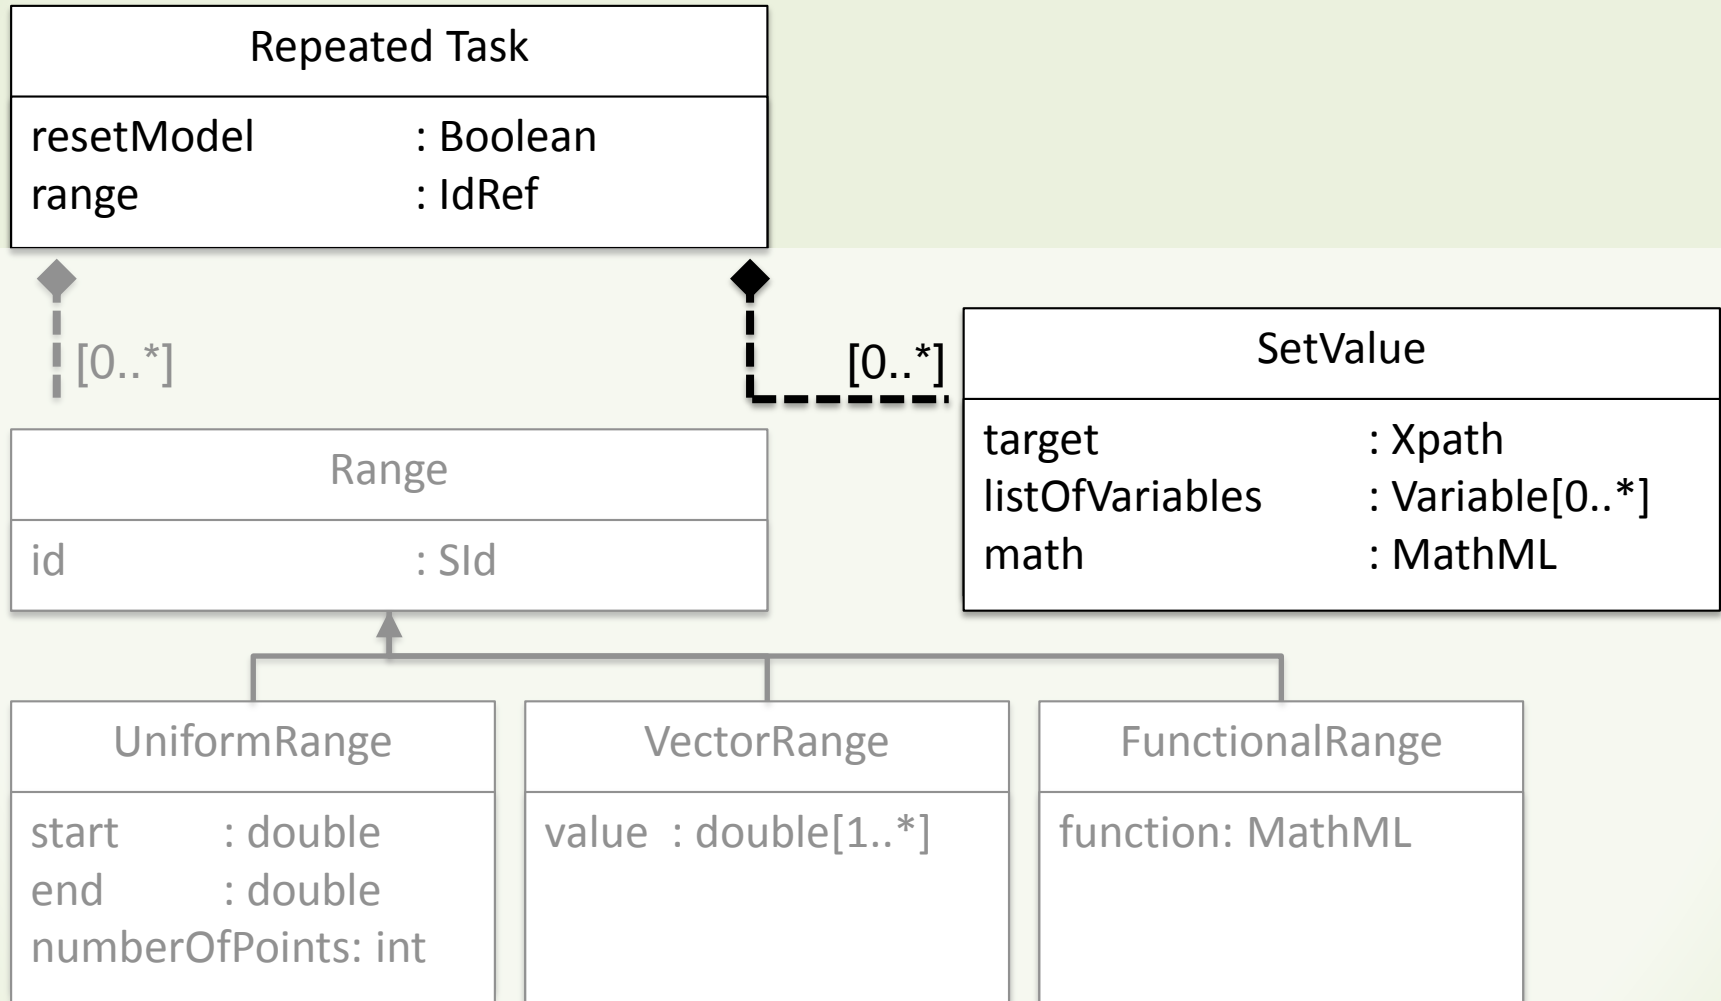 Repeated Task
resetModel : Boolean
range : IdRef
[0..*]
[0..*]
SetValue
target : Xpath
listOfVariables : Variable[0..*]
math : MathML
Range
id : SId
UniformRange
start : double
end : double
numberOfPoints: int
VectorRange
value : double[1..*]
FunctionalRange
function: MathML